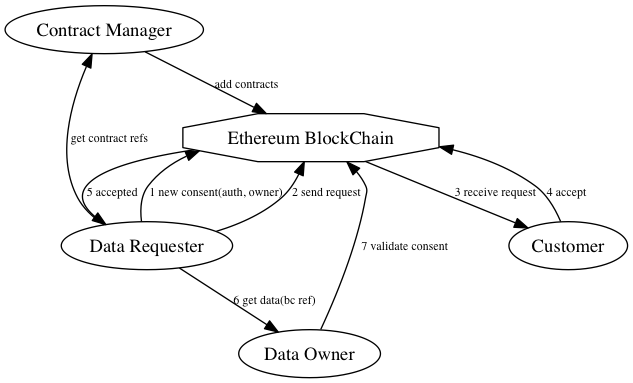 Contract Manager
add contracts
get contract refs
Ethereum BlockChain
5 accepted
1 new consent(auth, owner)
2 send request
3 receive request
4 accept
Data Requester
Customer
7 validate consent
6 get data(bc ref)
Data Owner